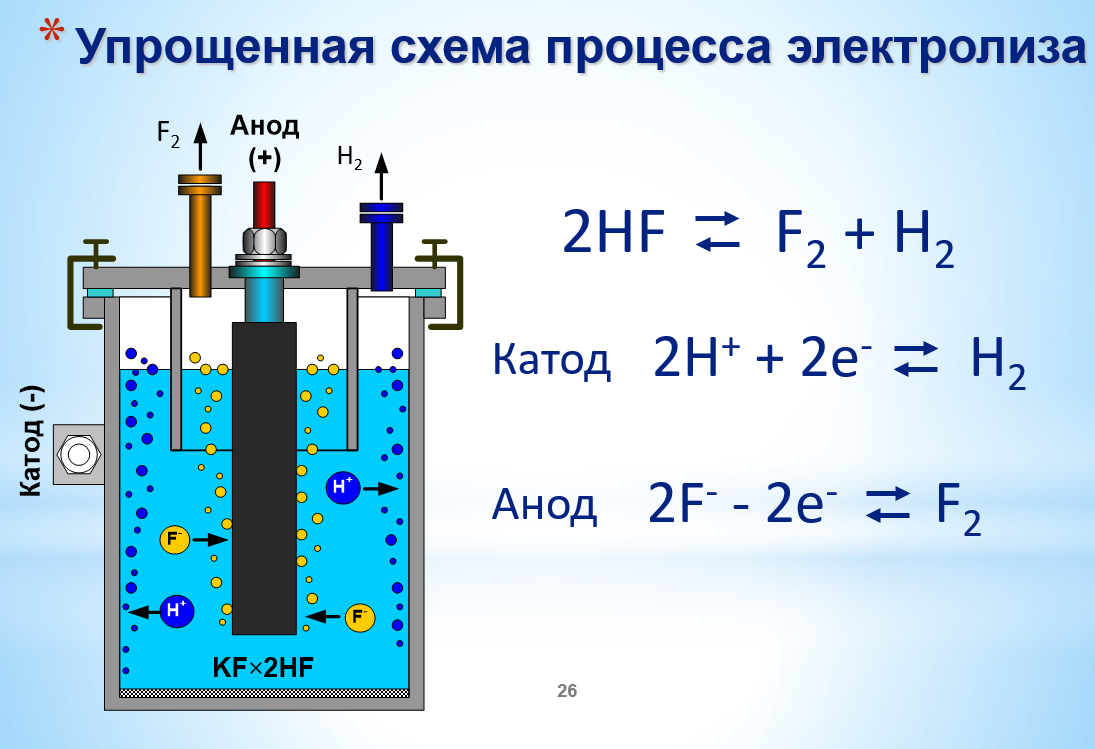 * Упрощенная схема процесса электролиза
F₂
Анод
(+)
H₂
Катод (-)
H⁺
F⁻
H⁺
F⁻
KF×2HF
2HF ⇄ F₂ + H₂
Катод 2H⁺ + 2e⁻ ⇄ H₂
Анод 2F⁻ - 2e⁻ ⇄ F₂
26